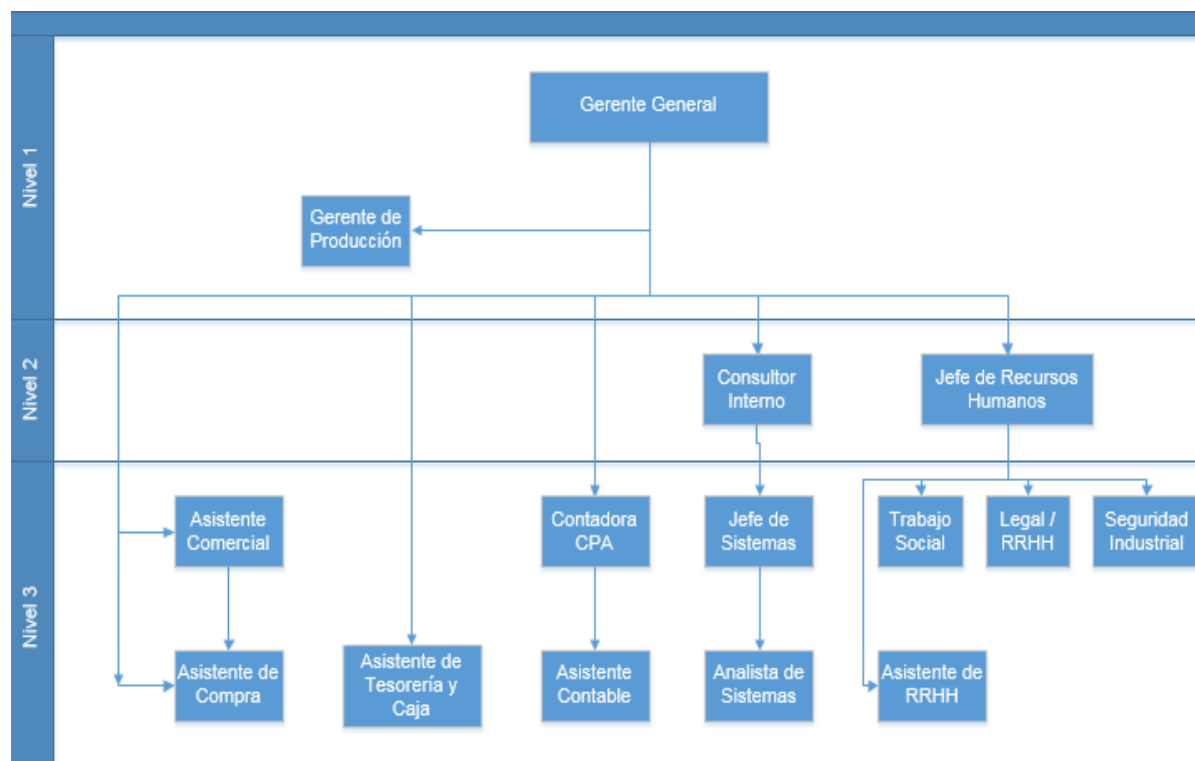 Nivel 1
Gerente General
Gerente de
Producción
Nivel 2
Consultor
Interno
Jefe de Recursos
Humanos
Nivel 3
Asistente
Comercial
Contadora
CPA
Jefe de
Sistemas
Trabajo
Social
Legal /
RRHH
Seguridad
Industrial
Asistente de
Compra
Asistente de
Tesorería y
Caja
Asistente
Contable
Analista de
Sistemas
Asistente de
RRHH